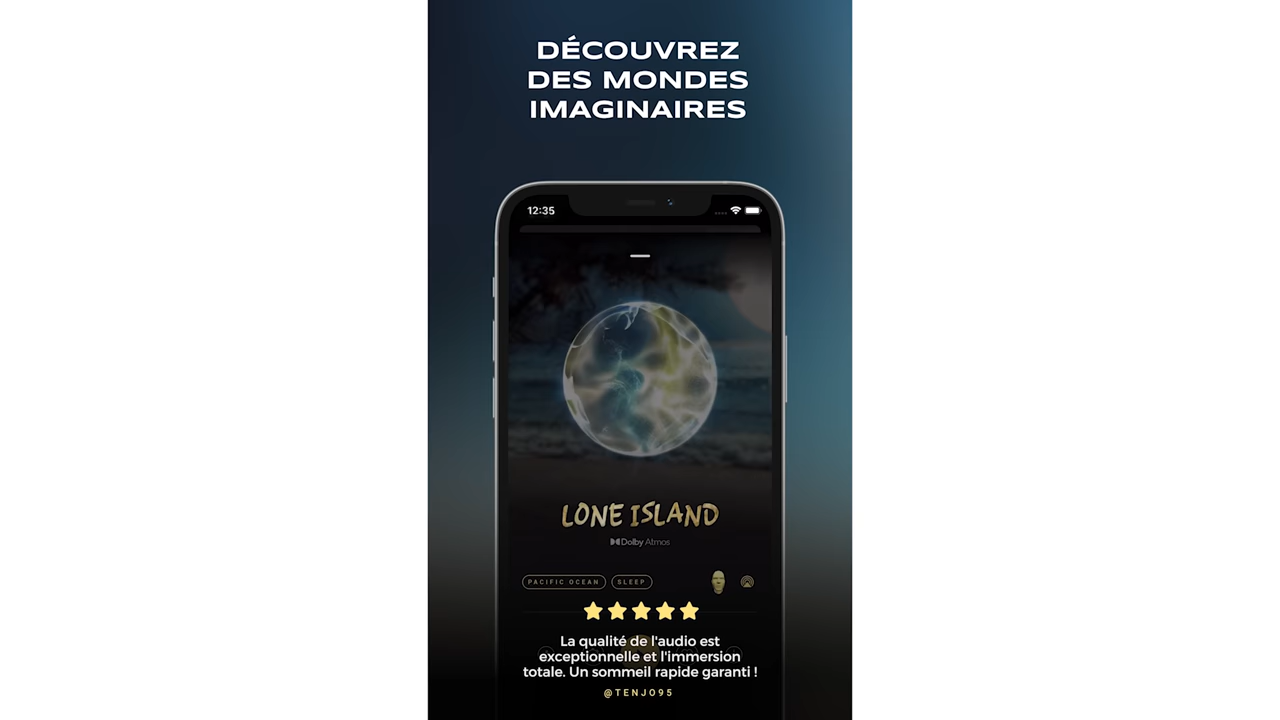 DÉCOUVREZ
DES MONDES
IMAGINAIRES
12:35
LONE ISLAND
Dolby Atmos
PACIFIC OCEAN SLEEP
La qualité de l'audio est
exceptionnelle et l'immersion
totale. Un sommeil rapide garanti !
@TENJO95